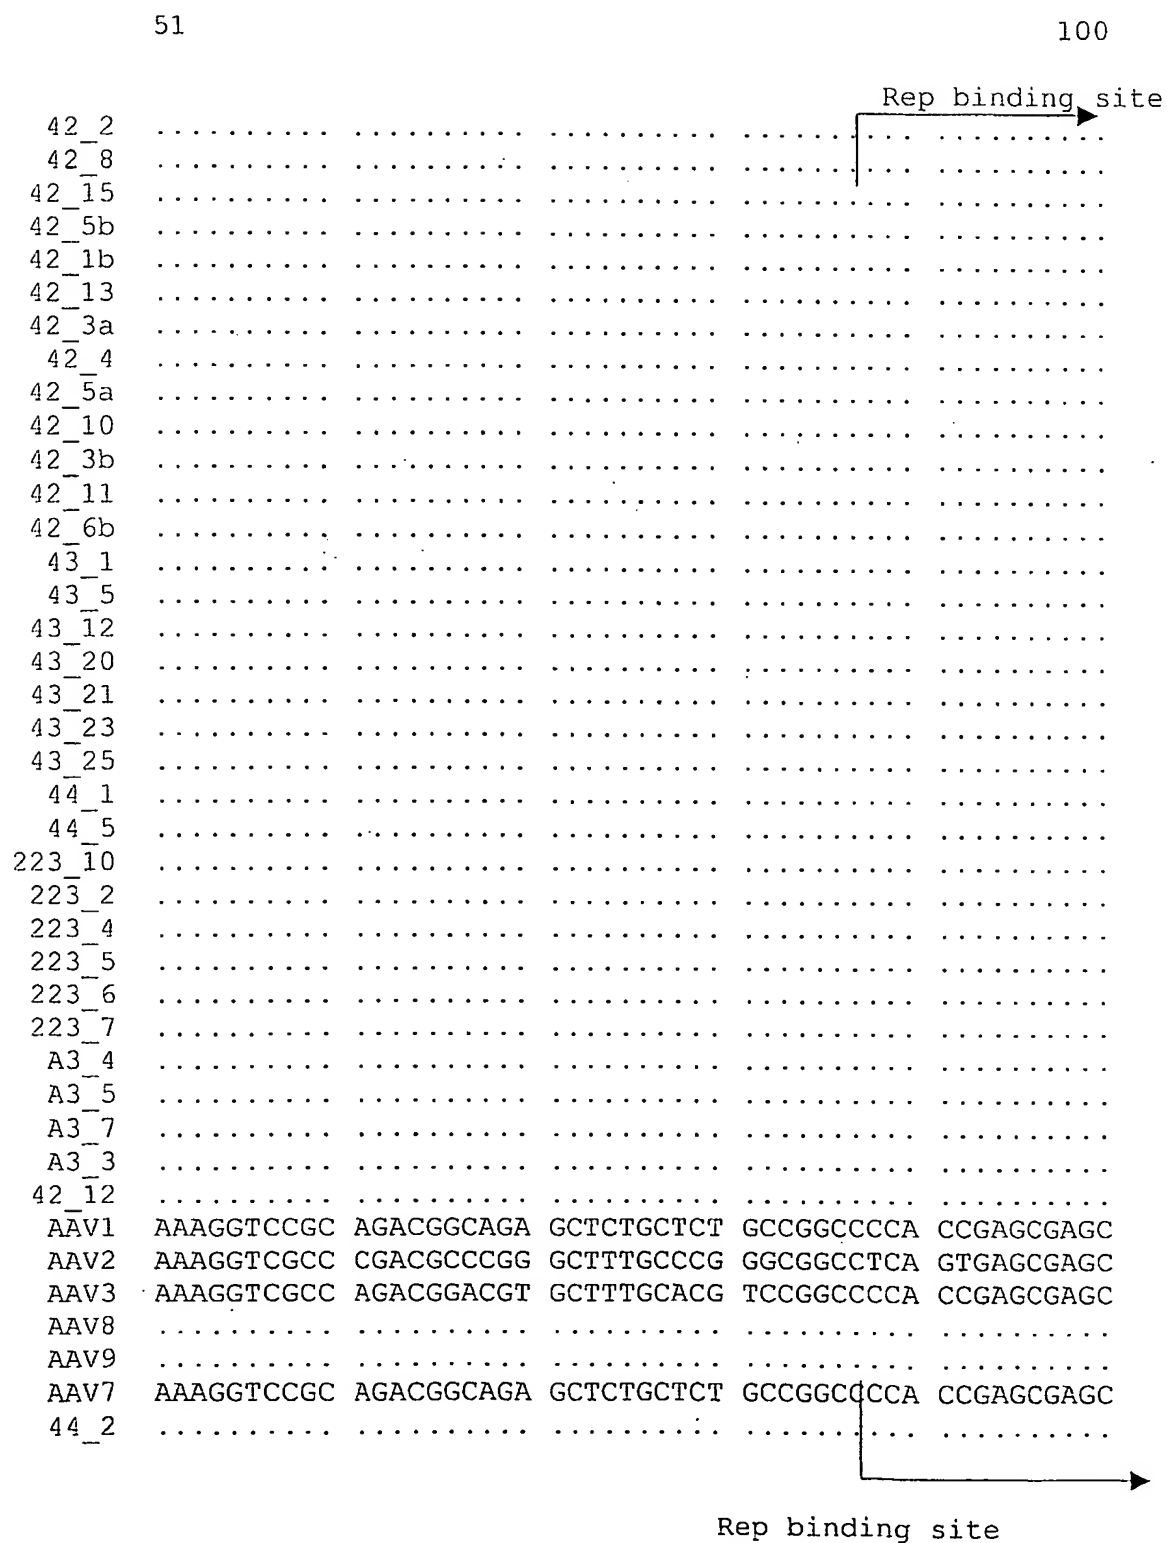 51 100
Rep binding site
42_2 .......... .......... .......... .......... ..........
42_8 .......... .......... .......... .......... ..........
42_15 .......... .......... .......... .......... ..........
42_5b .......... .......... .......... .......... ..........
42_1b .......... .......... .......... .......... ..........
42_13 .......... .......... .......... .......... ..........
42_3a .......... .......... .......... .......... ..........
42_4 .......... .......... .......... .......... ..........
42_5a .......... .......... .......... .......... ..........
42_10 .......... .......... .......... .......... ..........
42_3b .......... .......... .......... .......... ..........
42_11 .......... .......... .......... .......... ..........
42_6b .......... .......... .......... .......... ..........
43_1 .......... .......... .......... .......... ..........
43_5 .......... .......... .......... .......... ..........
43_12 .......... .......... .......... .......... ..........
43_20 .......... .......... .......... .......... ..........
43_21 .......... .......... .......... .......... ..........
43_23 .......... .......... .......... .......... ..........
43_25 .......... .......... .......... .......... ..........
44_1 .......... .......... .......... .......... ..........
44_5 .......... .......... .......... .......... ..........
223_10 .......... .......... .......... .......... ..........
223_2 .......... .......... .......... .......... ..........
223_4 .......... .......... .......... .......... ..........
223_5 .......... .......... .......... .......... ..........
223_6 .......... .......... .......... .......... ..........
223_7 .......... .......... .......... .......... ..........
A3_4 .......... .......... .......... .......... ..........
A3_5 .......... .......... .......... .......... ..........
A3_7 .......... .......... .......... .......... ..........
A3_3 .......... .......... .......... .......... ..........
42_12 .......... .......... .......... .......... ..........
AAV1 AAAGGTCCGC AGACGGCAGA GCTCTGCTCT GCCGGCCCCA CCGAGCGAGC
AAV2 AAAGGTCGCC CGACGCCCGG GCTTTGCCCG GGCGGCCTCA GTGAGCGAGC
AAV3 AAAGGTCGCC AGACGGACGT GCTTTGCACG TCCGGCCCCA CCGAGCGAGC
AAV8 .......... .......... .......... .......... ..........
AAV9 .......... .......... .......... .......... ..........
AAV7 AAAGGTCCGC AGACGGCAGA GCTCTGCTCT GCCGGCCCCA CCGAGCGAGC
44_2 .......... .......... .......... .......... ..........
Rep binding site